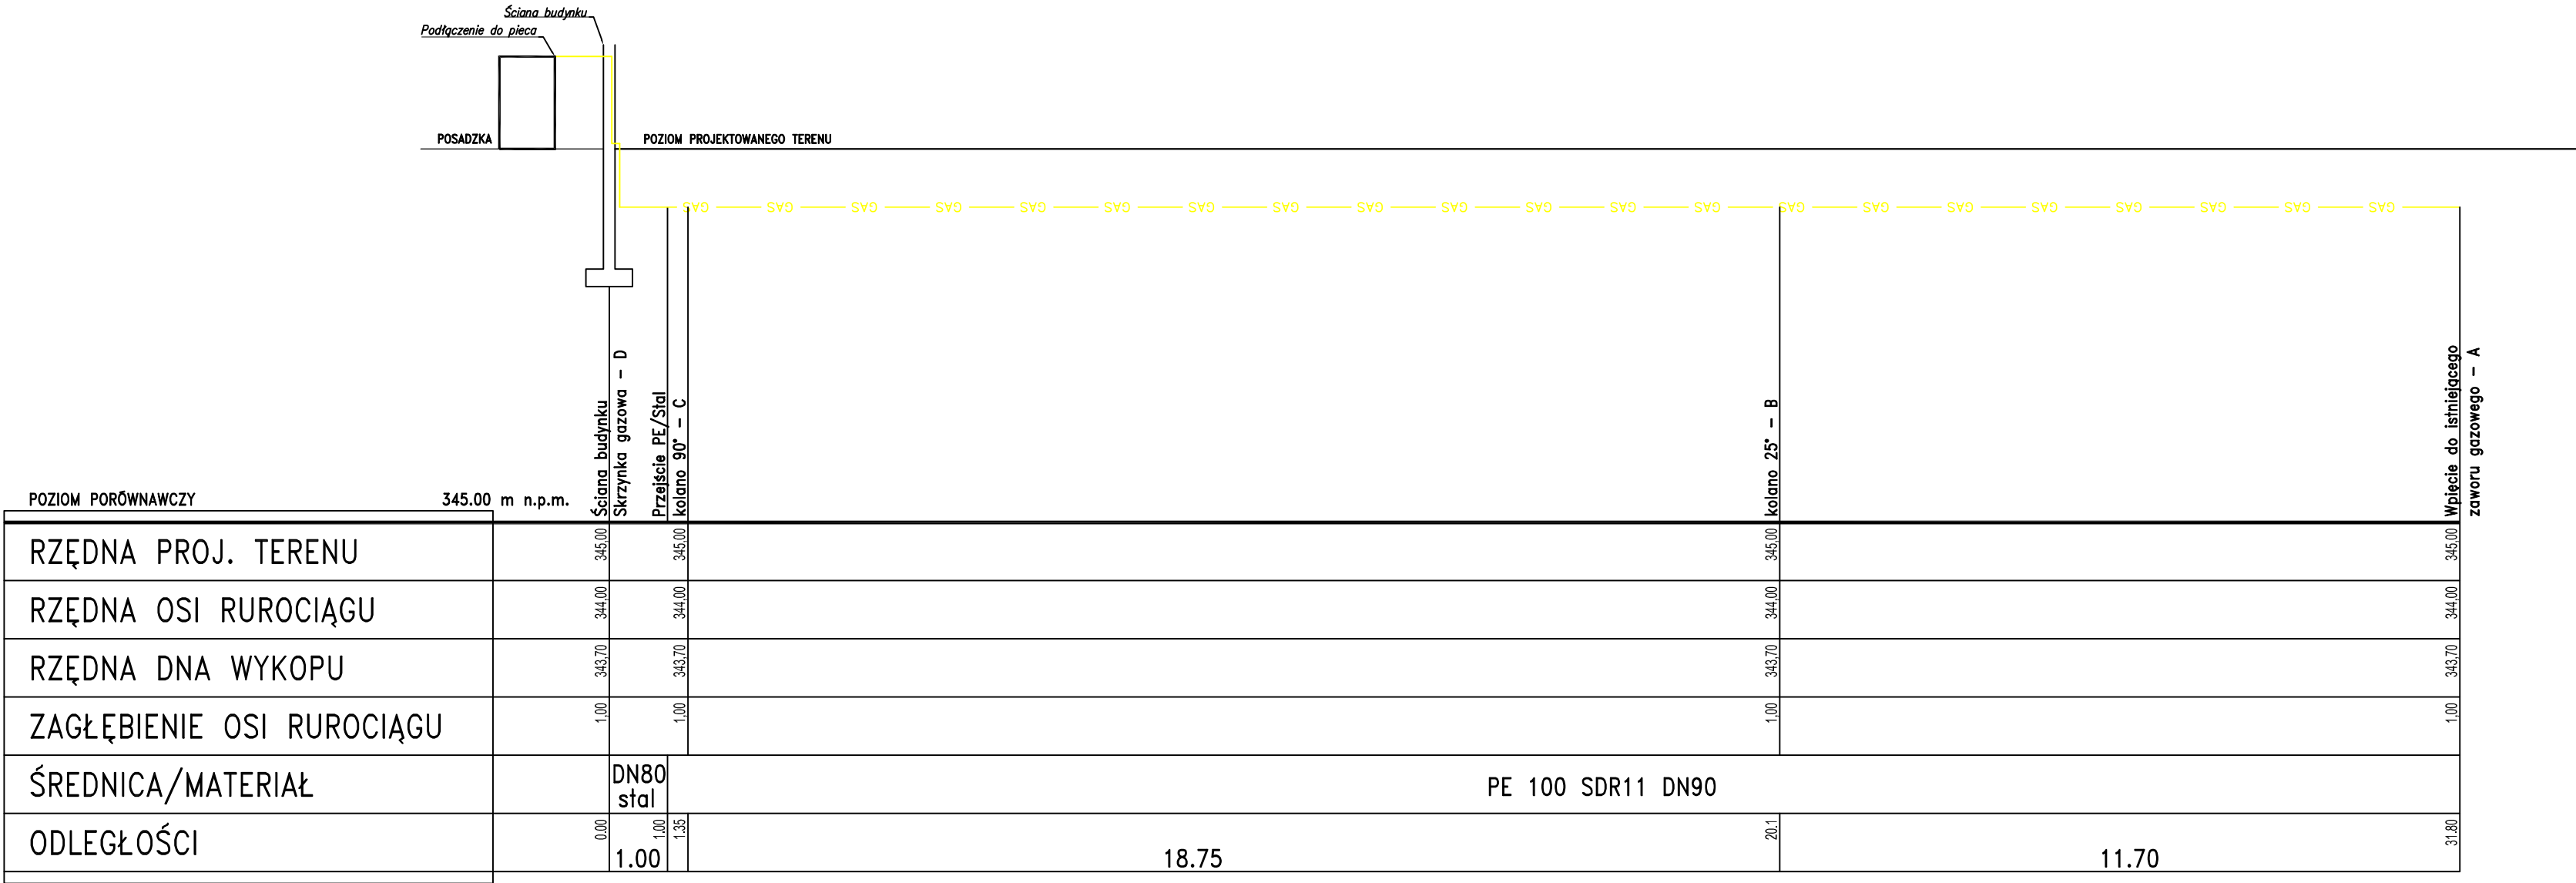 Ściana budynku
Podłączenie do pieca
POSADZKA
POZIOM PROJEKTOWANEGO TERENU
GAS GAS GAS GAS GAS GAS GAS GAS GAS GAS GAS GAS GAS GAS GAS GAS GAS GAS GAS GAS GAS
Ściana budynku
Skrzynka gazowa - D
Przejście PE/Stal
kolano 90° - C
kolano 25° - B
Wpięcie do istniejącego
zaworu gazowego - A
POZIOM PORÓWNAWCZY 345.00 m n.p.m.
RZĘDNA PROJ. TERENU 345,00 345,00 345,00 345,00
RZĘDNA OSI RUROCIĄGU 344,00 344,00 344,00 344,00
RZĘDNA DNA WYKOPU 343,70 343,70 343,70 343,70
ZAGŁĘBIENIE OSI RUROCIĄGU 1,00 1,00 1,00 1,00
ŚREDNICA/MATERIAŁ
DN80
stal
PE 100 SDR11 DN90
ODLEGŁOŚCI
0.00 1.00 1.35 20.1 31.80
1.00 18.75 11.70